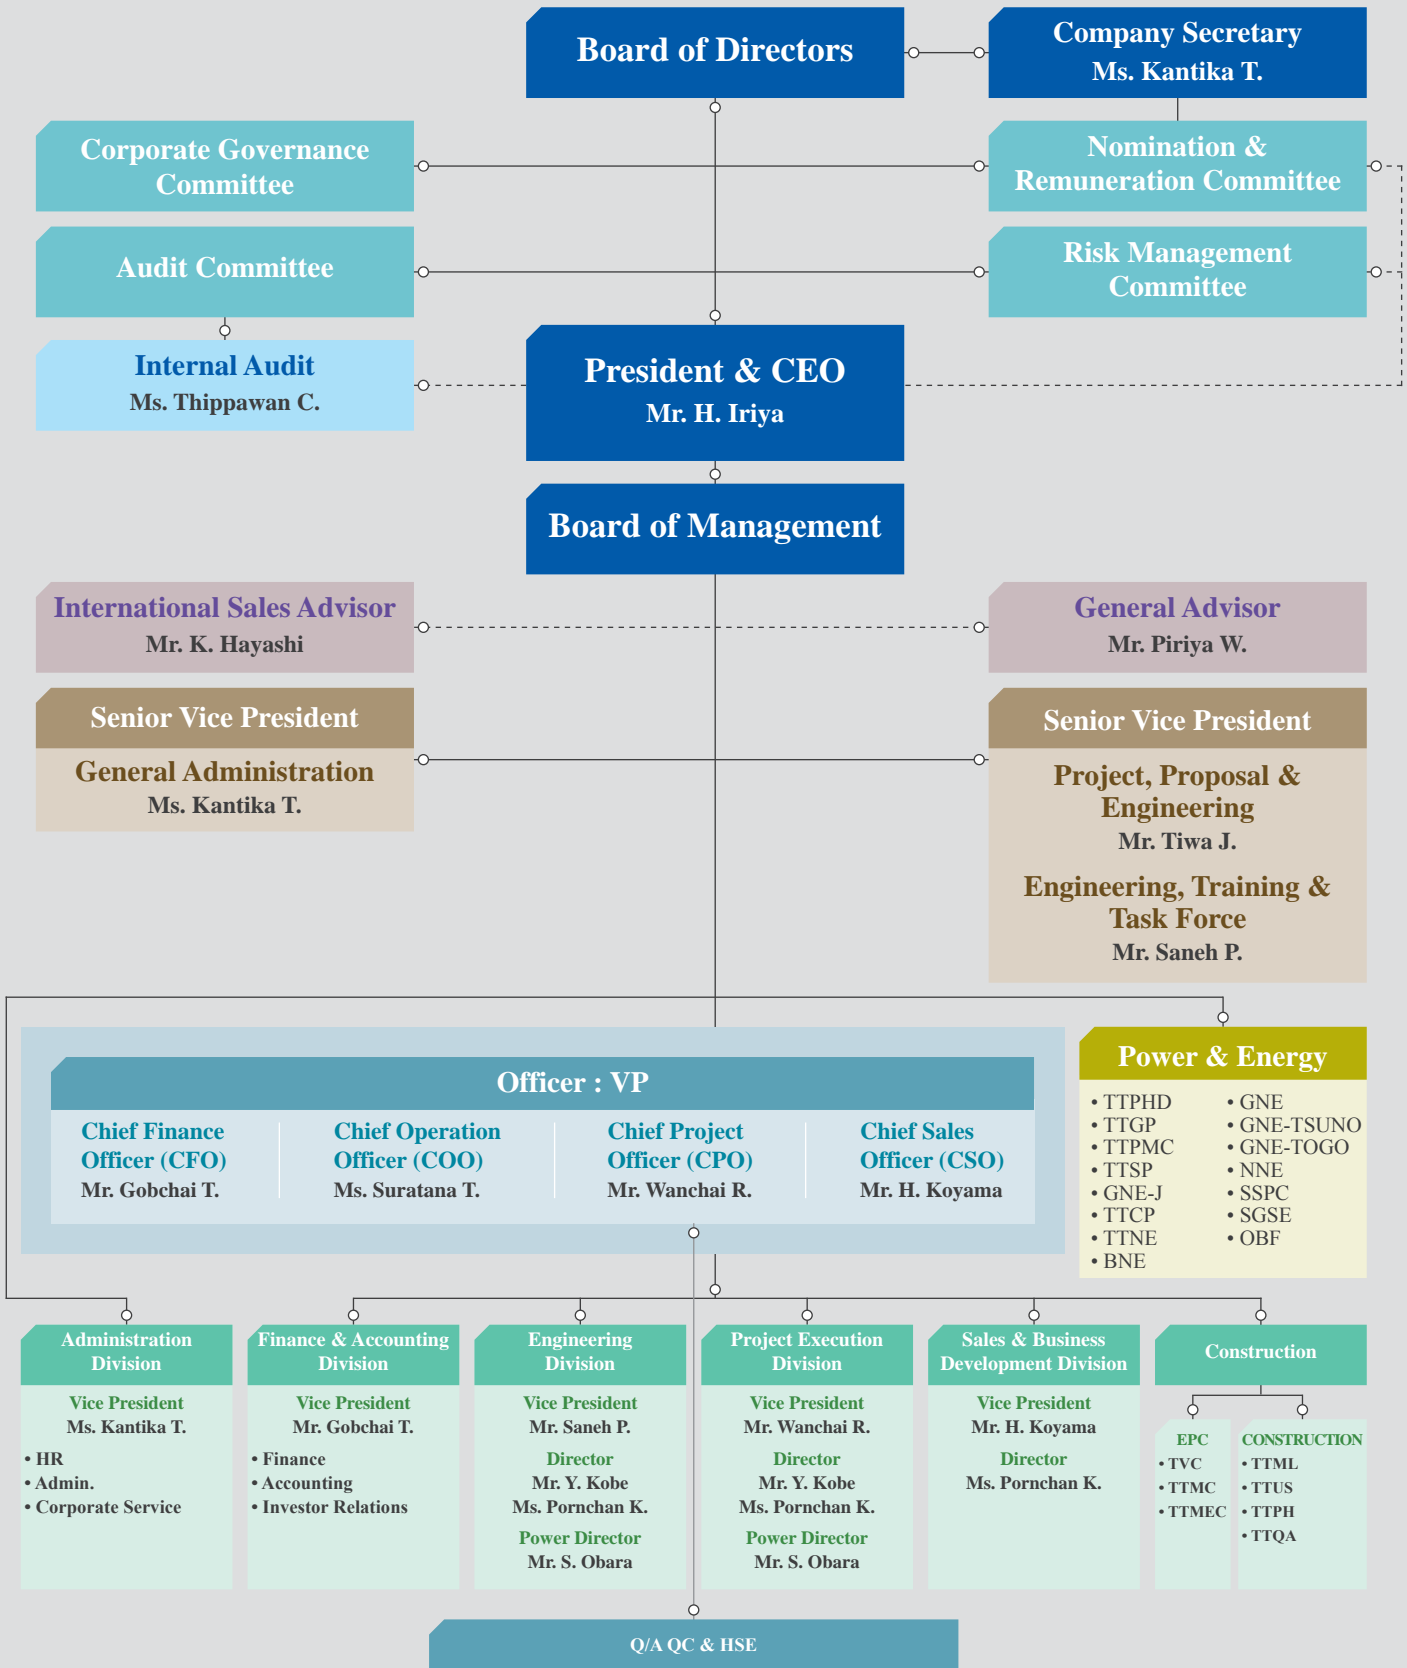 Board of Directors
Company Secretary
Ms. Kantika T.
Corporate Governance
Committee
Nomination &
Remuneration Committee
Audit Committee
Risk Management
Committee
Internal Audit
Ms. Thippawan C.
President & CEO
Mr. H. Iriya
Board of Management
International Sales Advisor
Mr. K. Hayashi
General Advisor
Mr. Piriya W.
Senior Vice President
General Administration
Ms. Kantika T.
Senior Vice President
Project, Proposal &
Engineering
Mr. Tiwa J.
Engineering, Training &
Task Force
Mr. Saneh P.
Officer : VP
Chief Finance
Officer (CFO)
Mr. Gobchai T.
Chief Operation
Officer (COO)
Ms. Suratana T.
Chief Project
Officer (CPO)
Mr. Wanchai R.
Chief Sales
Officer (CSO)
Mr. H. Koyama
Power & Energy
• TTPHD
• TTGP
• TTPMC
• TTSP
• GNE-J
• TTCP
• TTNE
• BNE
• GNE
• GNE-TSUNO
• GNE-TOGO
• NNE
• SSPC
• SGSE
• OBF
Administration
Division
Vice President
Ms. Kantika T.
• HR
• Admin.
• Corporate Service
Finance & Accounting
Division
Vice President
Mr. Gobchai T.
• Finance
• Accounting
• Investor Relations
Engineering
Division
Vice President
Mr. Saneh P.
Director
Mr. Y. Kobe
Ms. Pornchan K.
Power Director
Mr. S. Obara
Project Execution
Division
Vice President
Mr. Wanchai R.
Director
Mr. Y. Kobe
Ms. Pornchan K.
Power Director
Mr. S. Obara
Sales & Business
Development Division
Vice President
Mr. H. Koyama
Director
Ms. Pornchan K.
Construction
EPC
• TVC
• TTMC
• TTMEC
CONSTRUCTION
• TTML
• TTUS
• TTPH
• TTQA
Q/A QC & HSE